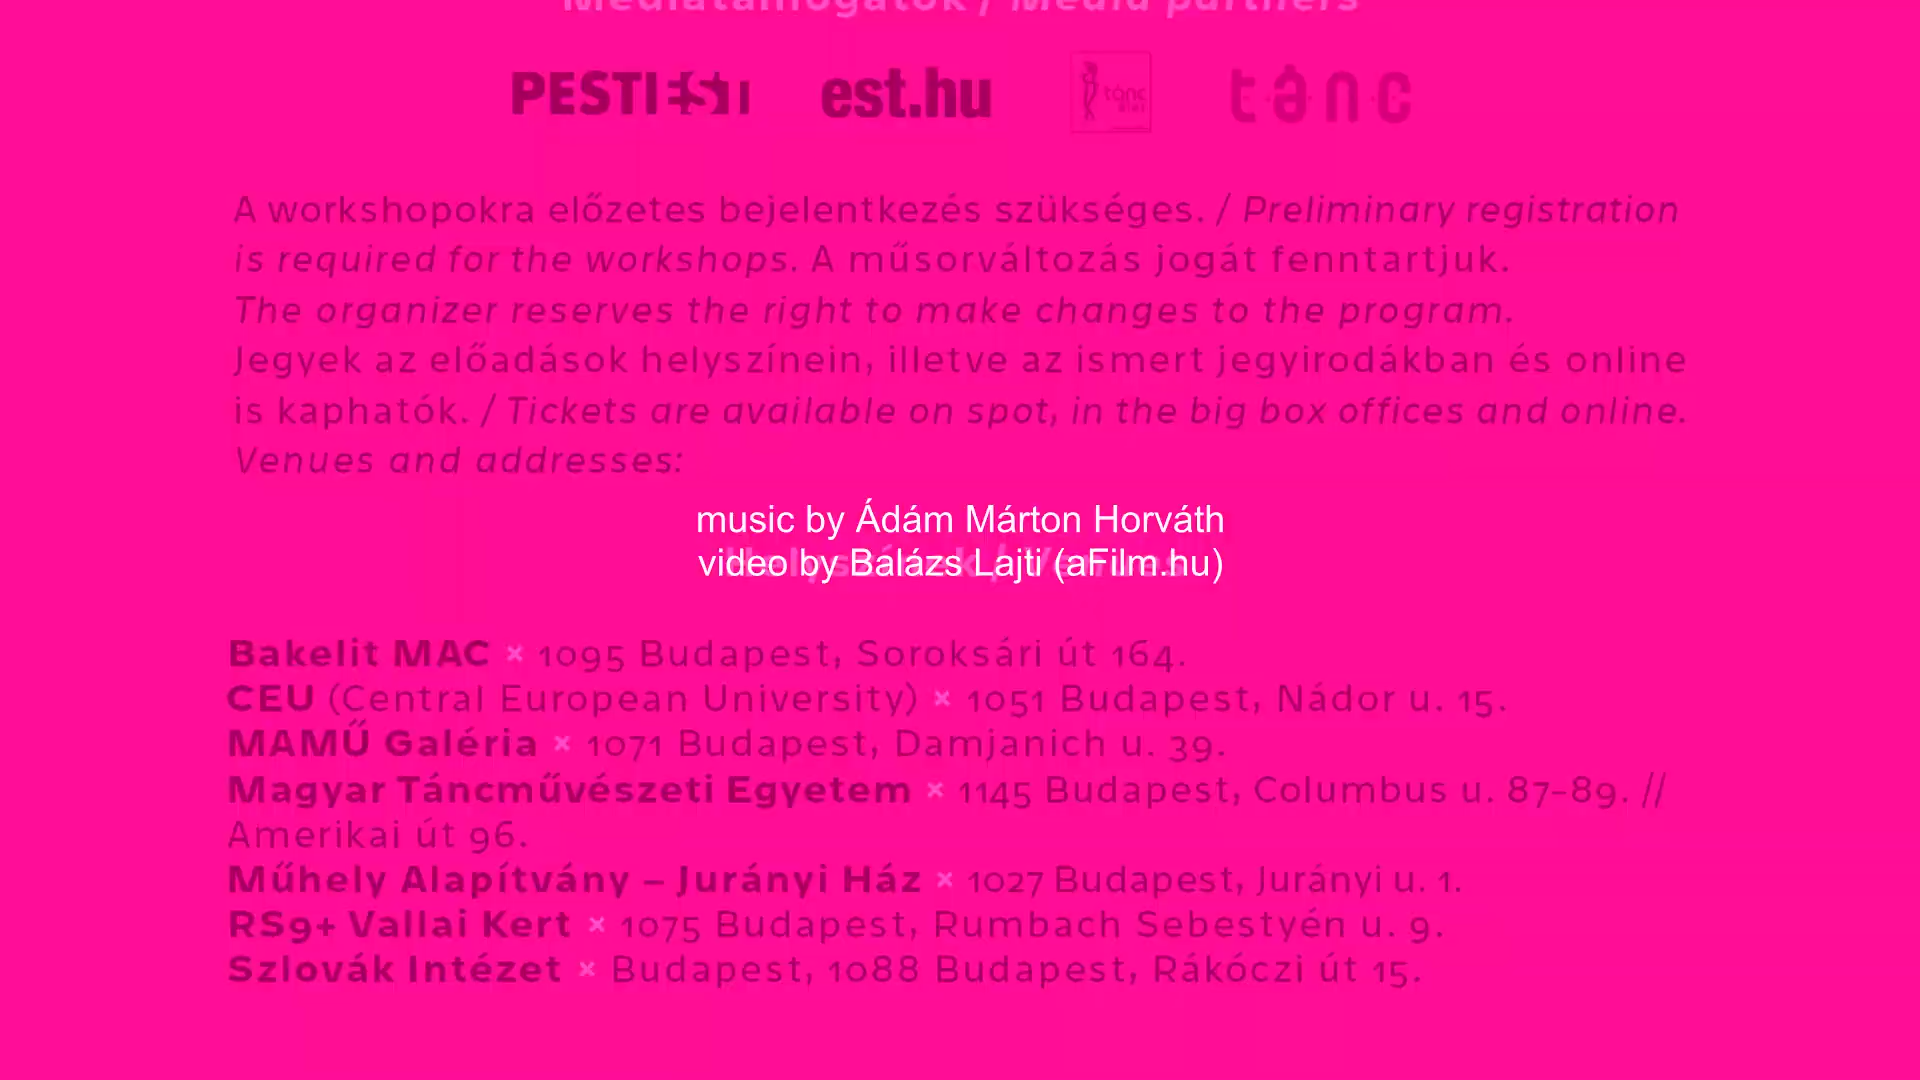 Médiatámogatók / Media partners
PESTI EST est.hu tánc t.á.n.c
A workshopokra előzetes bejelentkezés szükséges. / Preliminary registration
is required for the workshops. A műsorváltozás jogát fenntartjuk.
The organizer reserves the right to make changes to the program.
Jegyek az előadások helyszínein, illetve az ismert jegyirodákban és online
is kaphatók. / Tickets are available on spot, in the big box offices and online.
Venues and addresses:
music by Ádám Márton Horváth
video by Balázs Lajti (aFilm.hu)
Helyszínek / Venues
Bakelit MAC × 1095 Budapest, Soroksári út 164.
CEU (Central European University) × 1051 Budapest, Nádor u. 15.
MAMŰ Galéria × 1071 Budapest, Damjanich u. 39.
Magyar Táncművészeti Egyetem × 1145 Budapest, Columbus u. 87-89. //
Amerikai út 96.
Műhely Alapítvány – Jurányi Ház × 1027 Budapest, Jurányi u. 1.
RS9+ Vallai Kert × 1075 Budapest, Rumbach Sebestyén u. 9.
Szlovák Intézet × Budapest, 1088 Budapest, Rákóczi út 15.